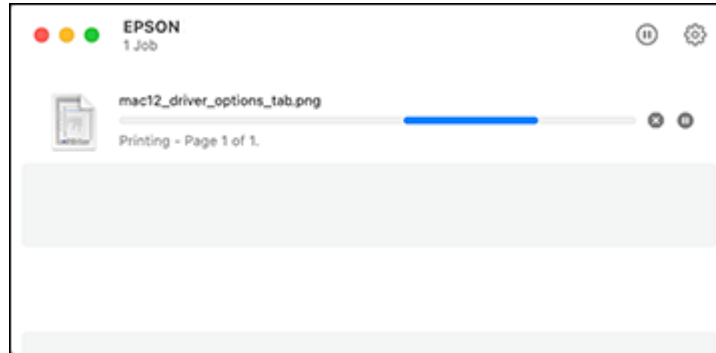 EPSON
1 Job
mac12_driver_options_tab.png
Printing - Page 1 of 1.